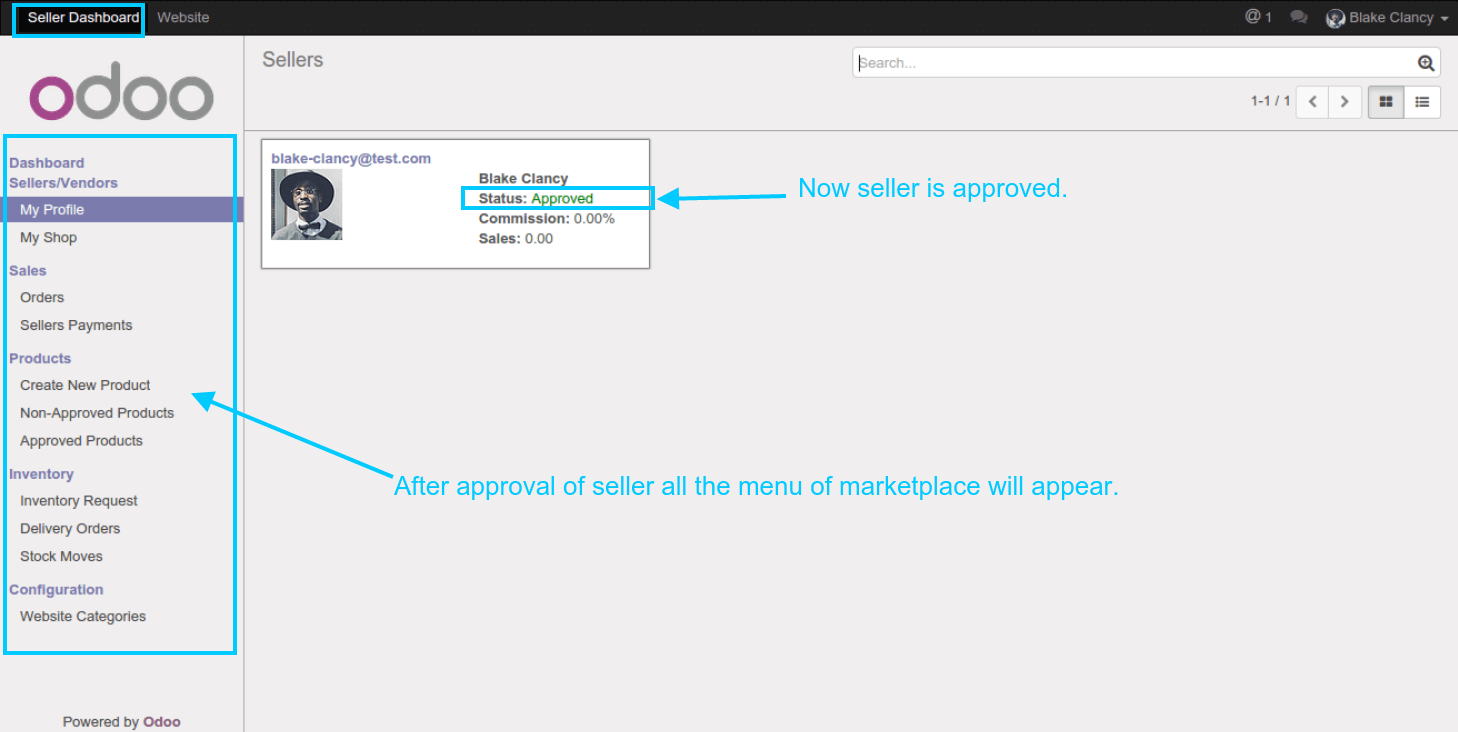 Seller Dashboard Website @ 1 Blake Clancy
odoo
Sellers
Search...
1-1 / 1
Dashboard
Sellers/Vendors
My Profile
My Shop
Sales
Orders
Sellers Payments
Products
Create New Product
Non-Approved Products
Approved Products
Inventory
Inventory Request
Delivery Orders
Stock Moves
Configuration
Website Categories
Powered by Odoo
blake-clancy@test.com
Blake Clancy
Status: Approved
Commission: 0.00%
Sales: 0.00
Now seller is approved.
After approval of seller all the menu of marketplace will appear.